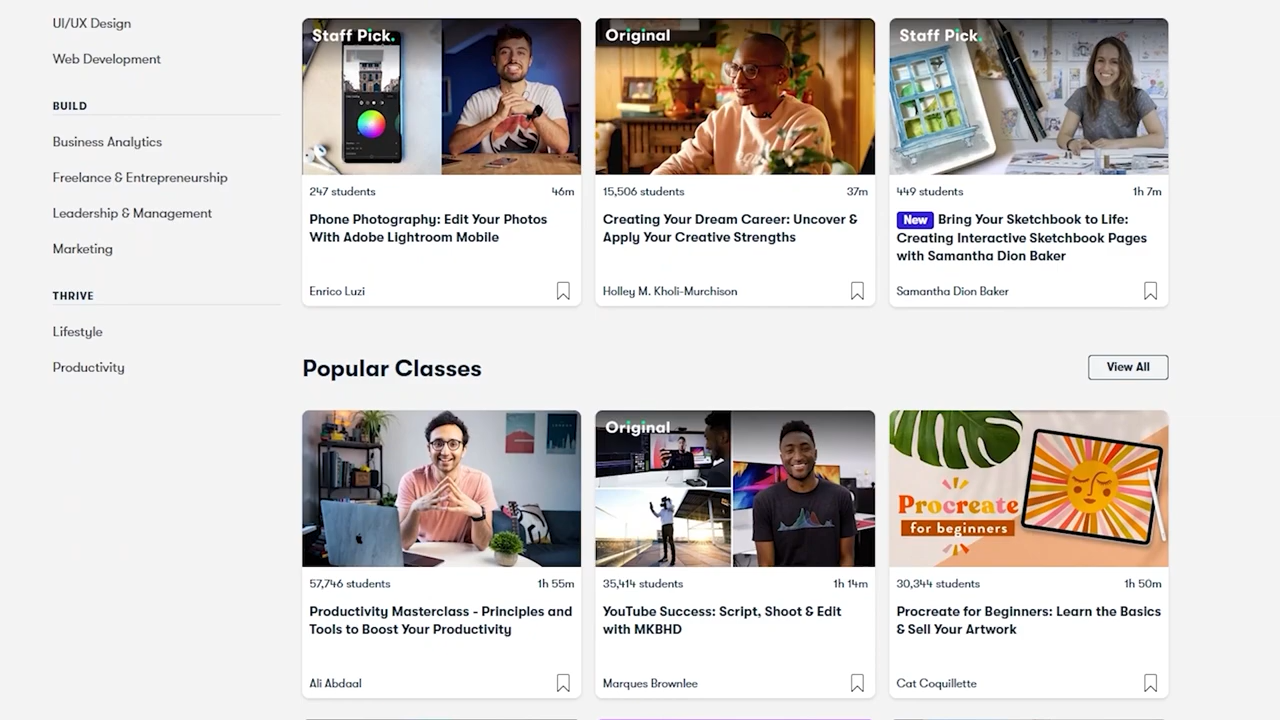 UI/UX Design
Web Development
BUILD
Business Analytics
Freelance & Entrepreneurship
Leadership & Management
Marketing
THRIVE
Lifestyle
Productivity
Staff Pick.
247 students 46m
Phone Photography: Edit Your Photos
With Adobe Lightroom Mobile
Enrico Luzi
Original
15,506 students 37m
Creating Your Dream Career: Uncover &
Apply Your Creative Strengths
Holley M. Kholi-Murchison
Staff Pick.
449 students 1h 7m
New Bring Your Sketchbook to Life:
Creating Interactive Sketchbook Pages
with Samantha Dion Baker
Samantha Dion Baker
Popular Classes
View All
57,746 students 1h 55m
Productivity Masterclass - Principles and
Tools to Boost Your Productivity
Ali Abdaal
Original
35,414 students 1h 14m
YouTube Success: Script, Shoot & Edit
with MKBHD
Marques Brownlee
Procreate
for beginners
30,344 students 1h 50m
Procreate for Beginners: Learn the Basics
& Sell Your Artwork
Cat Coquillette